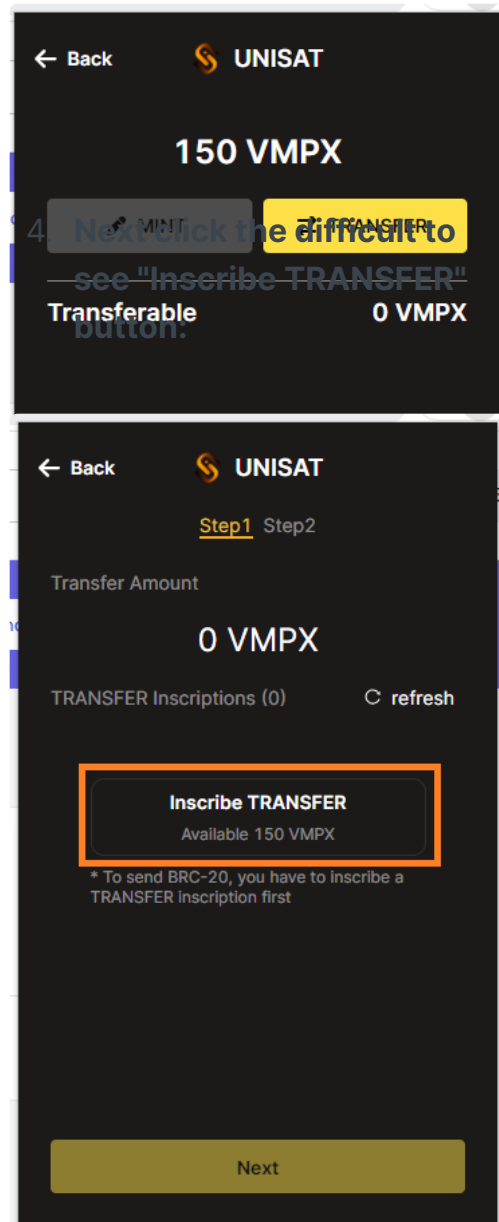 ← Back UNISAT
150 VMPX
MINT TRANSFER
4. Next click the difficult to
see "Inscribe TRANSFER"
button:
Transferable 0 VMPX
← Back UNISAT
Step1 Step2
Transfer Amount
0 VMPX
TRANSFER Inscriptions (0) refresh
Inscribe TRANSFER
Available 150 VMPX
* To send BRC-20, you have to inscribe a
TRANSFER inscription first
Next